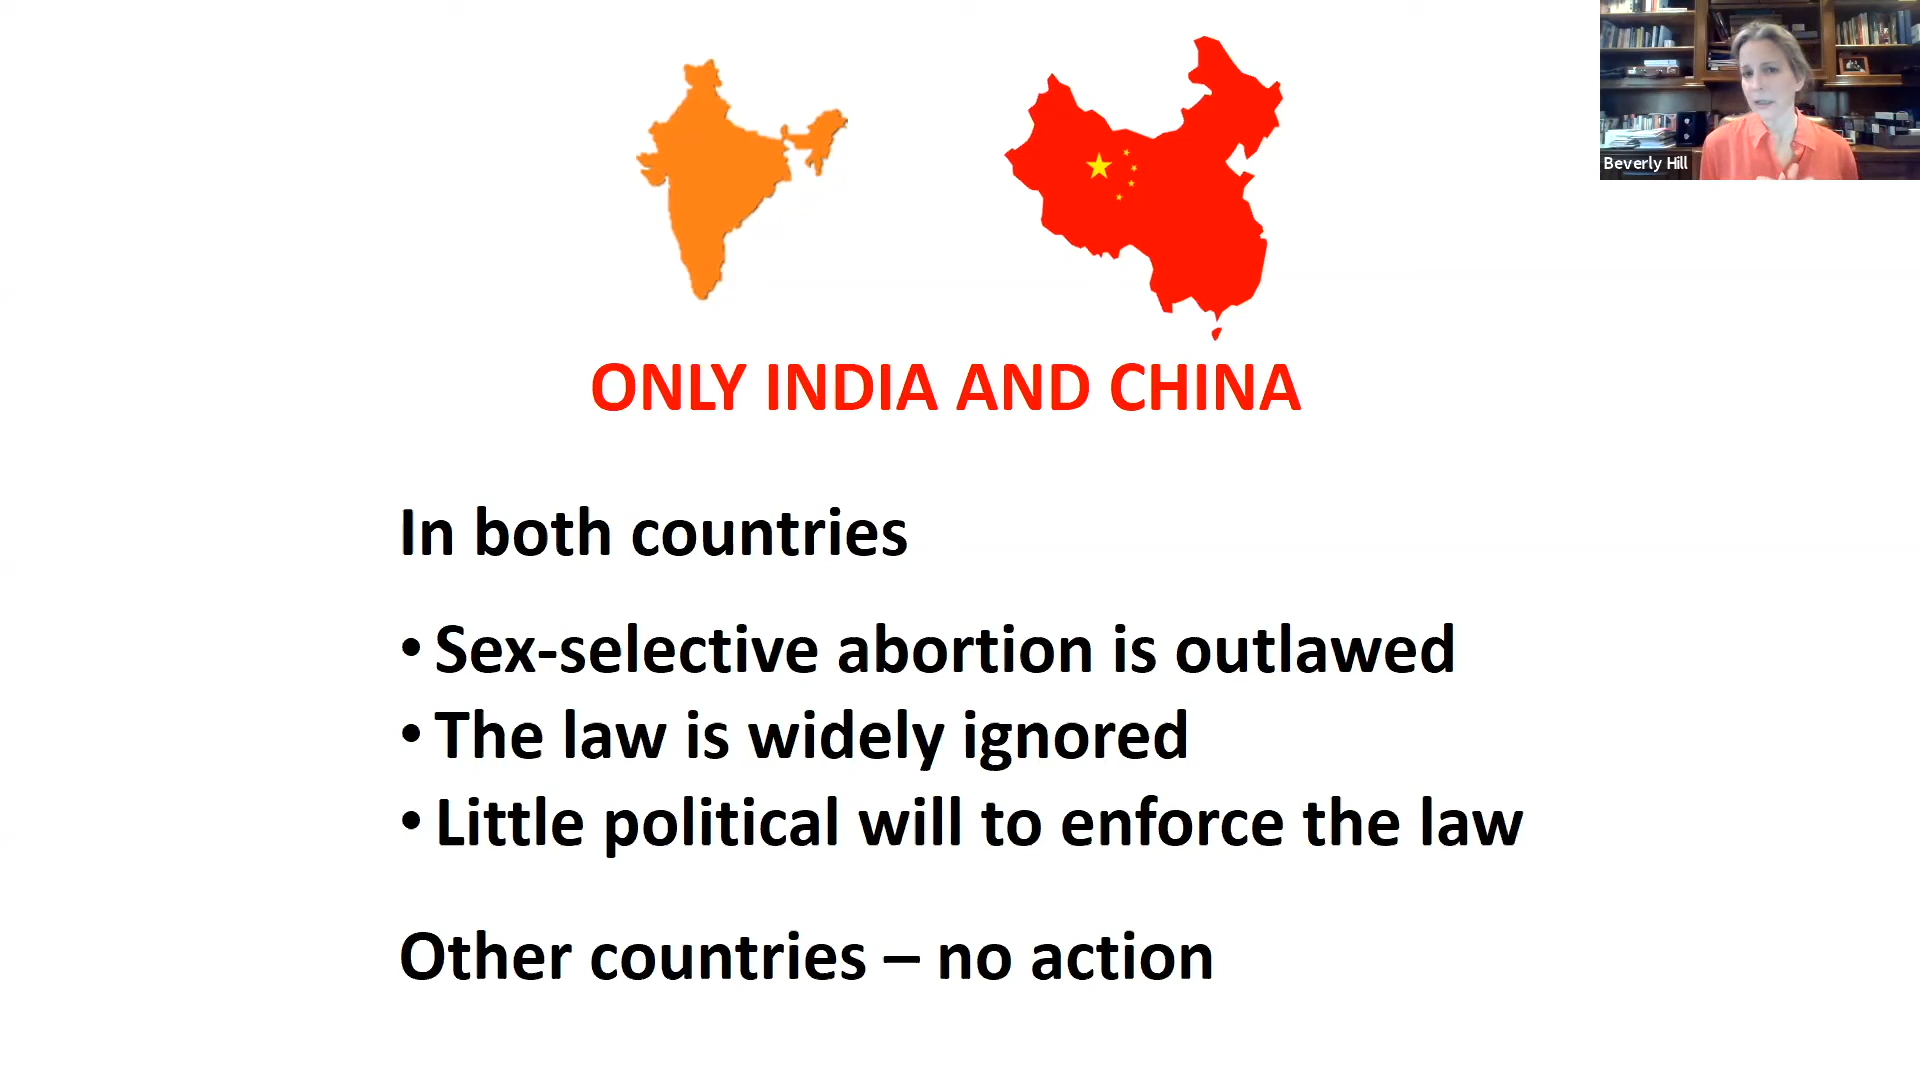 Beverly Hill
ONLY INDIA AND CHINA
In both countries
• Sex-selective abortion is outlawed
• The law is widely ignored
• Little political will to enforce the law
Other countries – no action